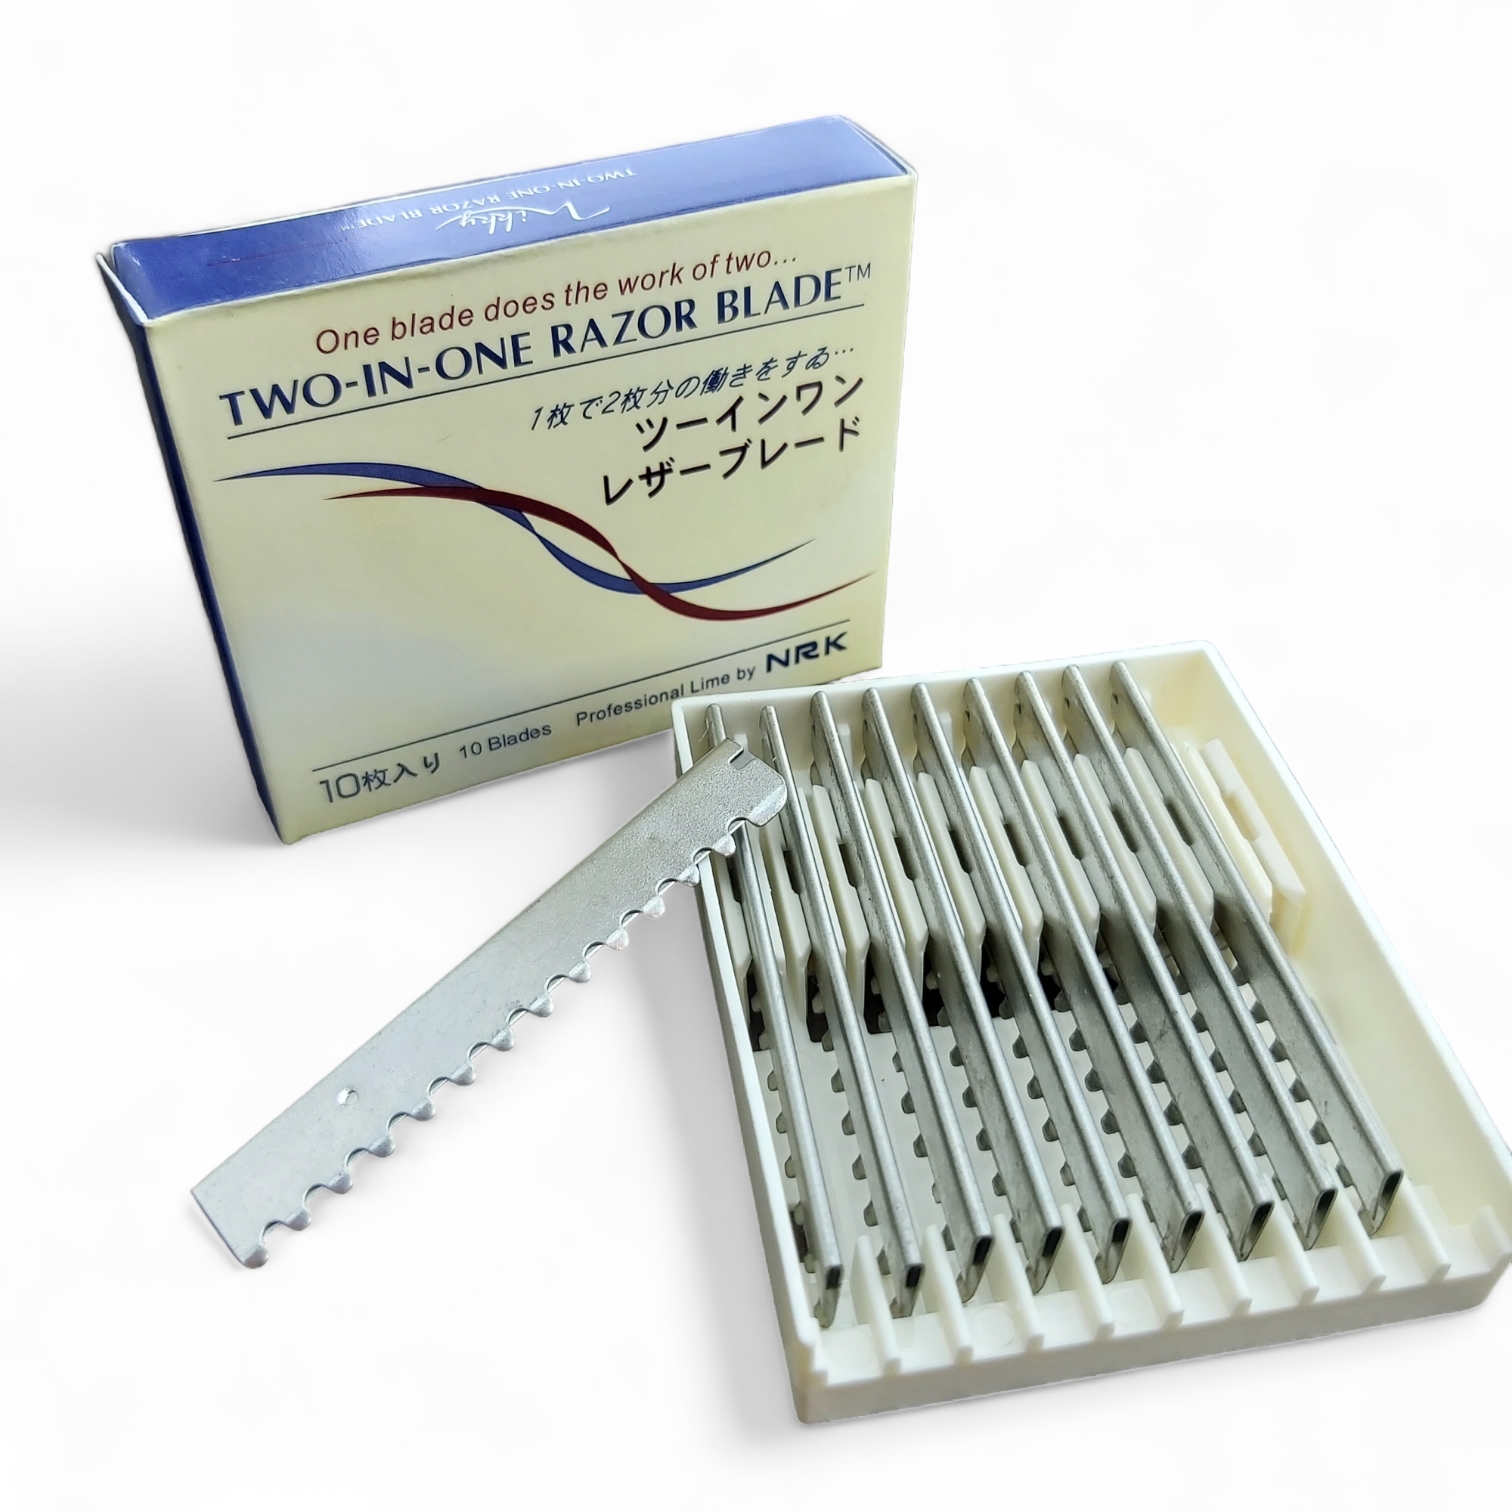 TWO-IN-ONE RAZOR BLADE™
Nikky
One blade does the work of two...
TWO-IN-ONE RAZOR BLADE™
1枚で2枚分の働きをする…
ツーインワン
レザーブレード
10枚入り 10 Blades Professional Lime by NRK